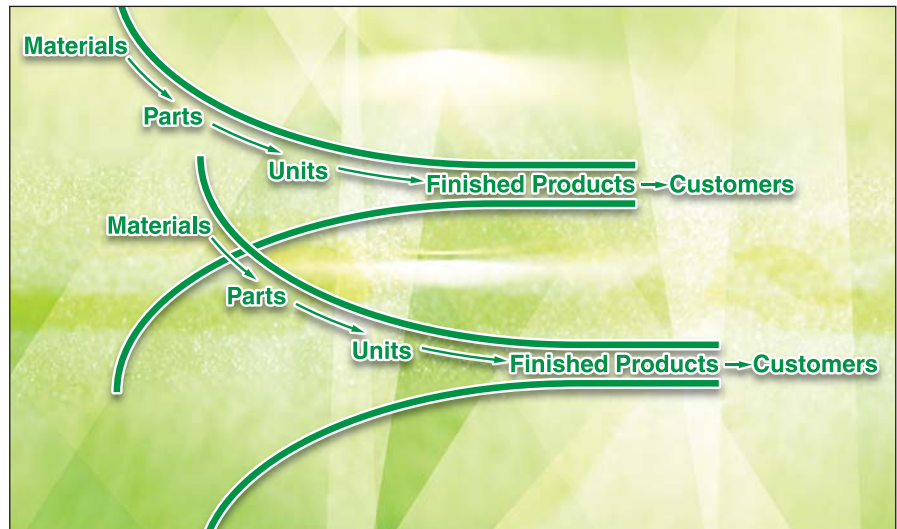 Materials
Parts
Units
Finished Products
Customers
Materials
Parts
Units
Finished Products
Customers